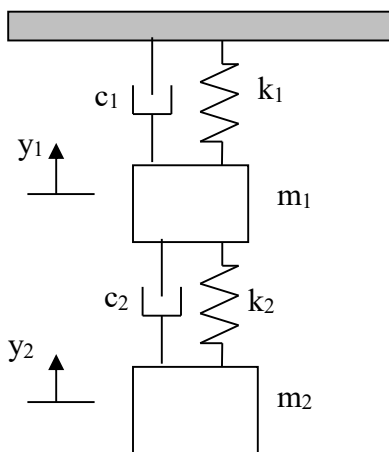 c₁ k₁
y₁
m₁
c₂ k₂
y₂
m₂